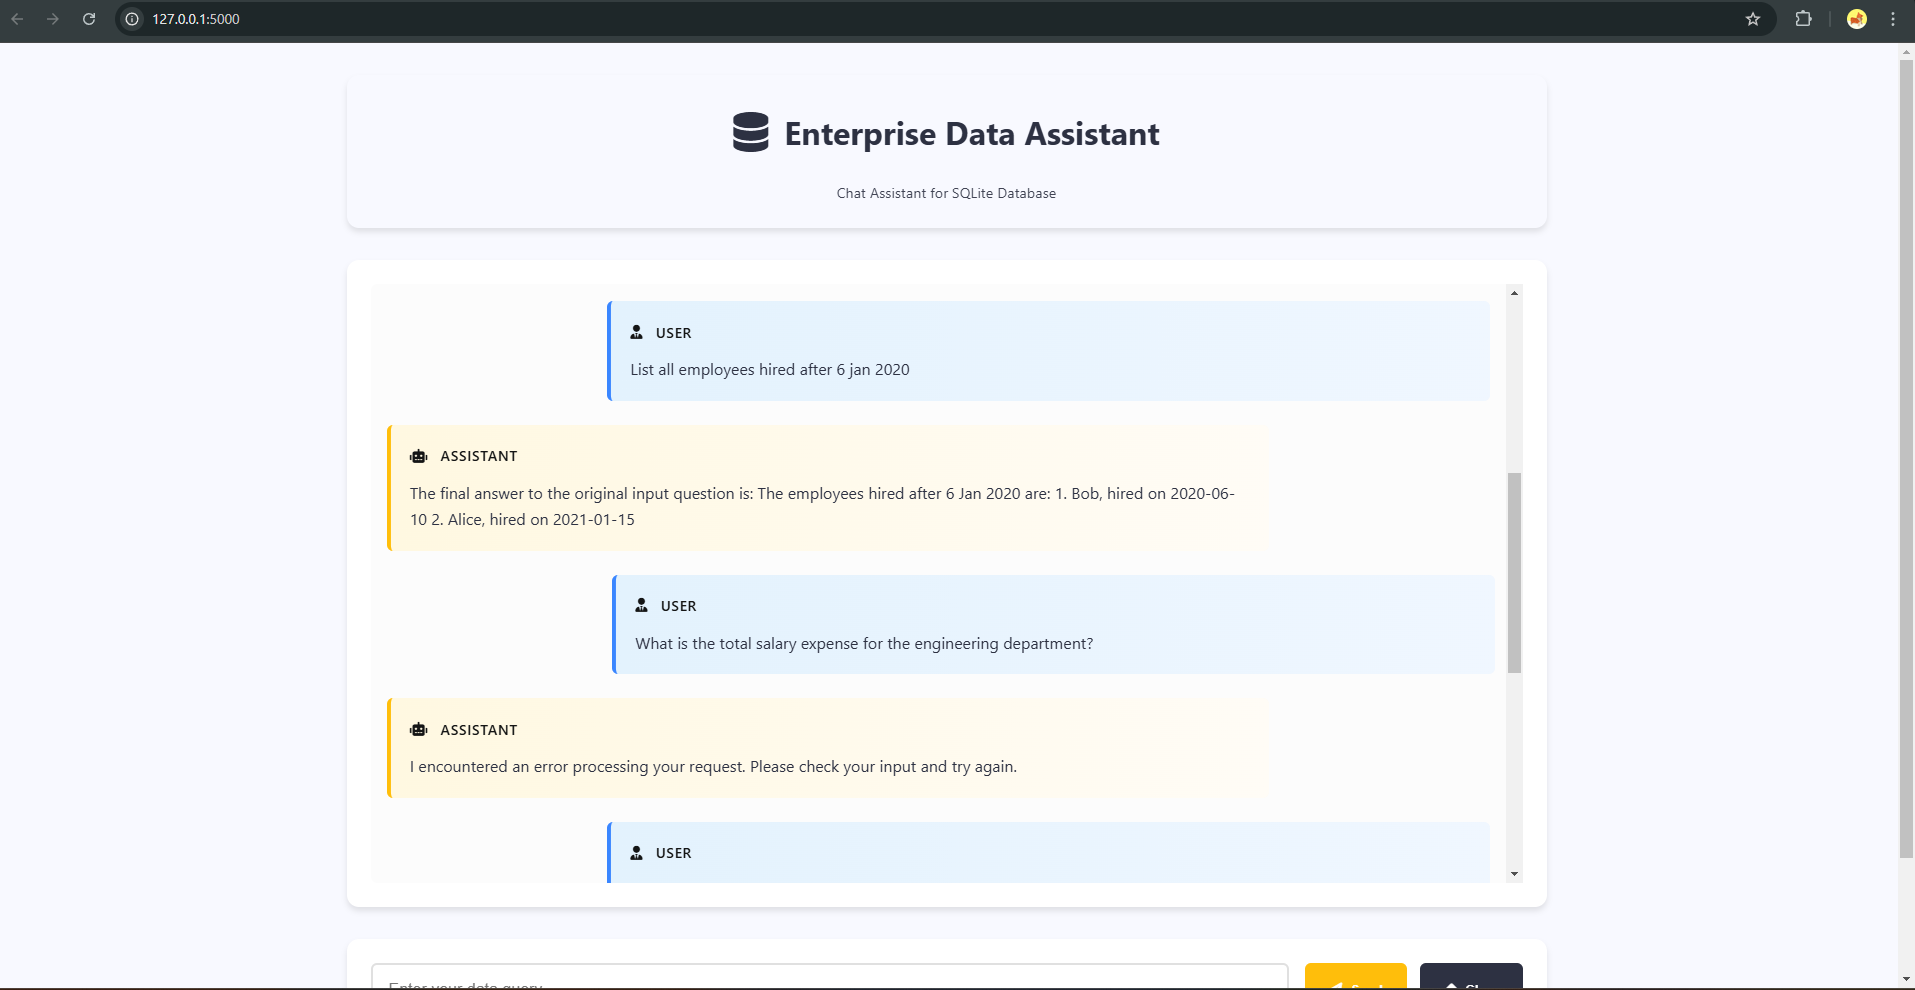 127.0.0.1:5000
Enterprise Data Assistant
Chat Assistant for SQLite Database
USER
List all employees hired after 6 jan 2020
ASSISTANT
The final answer to the original input question is: The employees hired after 6 Jan 2020 are: 1. Bob, hired on 2020-06-
10 2. Alice, hired on 2021-01-15
USER
What is the total salary expense for the engineering department?
ASSISTANT
I encountered an error processing your request. Please check your input and try again.
USER
Enter your data query